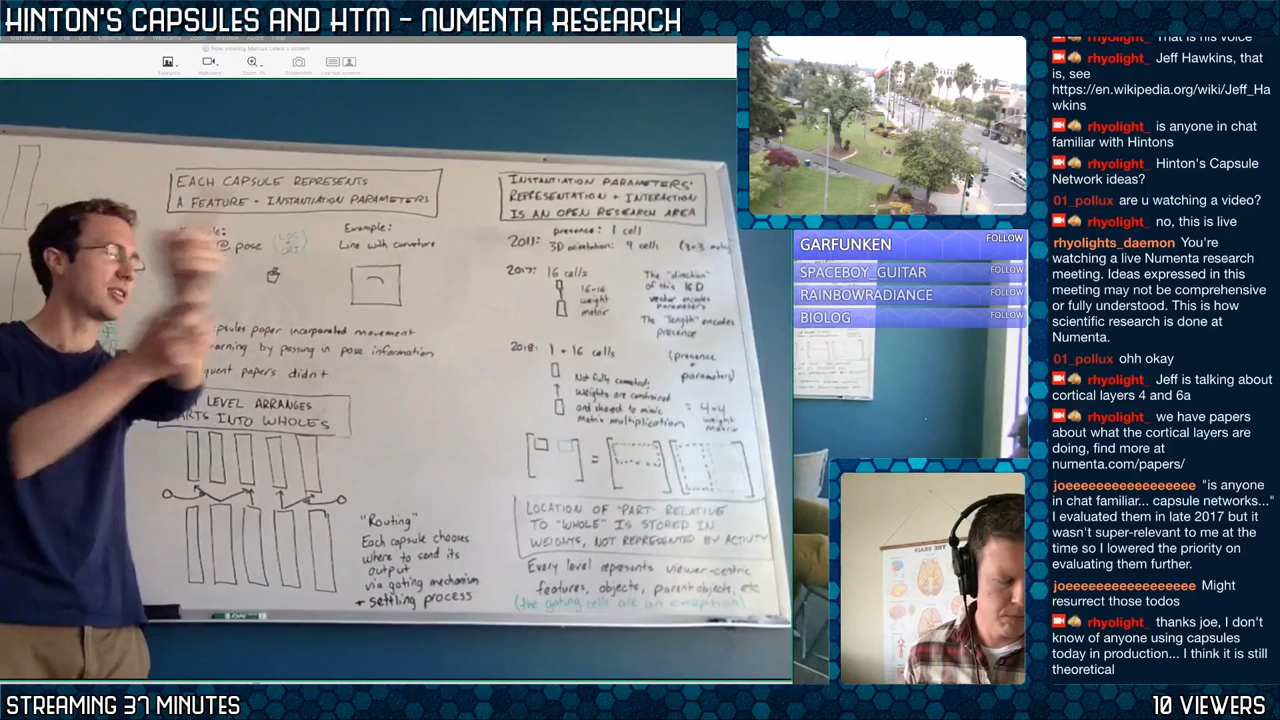 HINTON'S CAPSULES AND HTM - NUMENTA RESEARCH
Now viewing Marcus Lewis's screen
EACH CAPSULE REPRESENTS
A FEATURE + INSTANTIATION PARAMETERS
@ pose
Example:
Line with curvature
capsules paper incorporated movement
learning by passing in pose information
papers didn't
LEVEL ARRANGES
PARTS INTO WHOLES
"Routing"
Each capsule chooses
where to send its
output
via gating mechanism
+ settling process
INSTANTIATION PARAMETERS'
REPRESENTATION + INTERACTION
IS AN OPEN RESEARCH AREA
presence: 1 cell
2011:
3D orientation: 9 cells
2017: 16 cells
16×16
weight
matrix
The "direction"
of this 16D
vector encodes
parameters
The "length" encodes
presence
2018: 1 + 16 cells
(presence
+
parameters)
Not fully connected;
Weights are constrained
and shared to mimic
matrix multiplication
= 4×4
weight
matrix
LOCATION OF "PART" RELATIVE
TO "WHOLE" IS STORED IN
WEIGHTS, NOT REPRESENTED BY ACTIVITY
Every level represents viewer-centric
features, objects, parent objects, etc
(the gating cells are an exception)
GARFUNKEN FOLLOW
SPACEBOY_GUITAR FOLLOW
RAINBOWRADIANCE FOLLOW
BIOLOG FOLLOW
rhyolight_ That is his voice
rhyolight_ Jeff Hawkins, that
is, see
https://en.wikipedia.org/wiki/Jeff_Ha
wkins
rhyolight_ is anyone in chat
familiar with Hintons
rhyolight_ Hinton's Capsule
Network ideas?
01_pollux are u watching a video?
rhyolight_ no, this is live
rhyolights_daemon You're
watching a live Numenta research
meeting. Ideas expressed in this
meeting may not be comprehensive
or fully understood. This is how
scientific research is done at
Numenta.
01_pollux ohh okay
rhyolight_ Jeff is talking about
cortical layers 4 and 6a
rhyolight_ we have papers
about what the cortical layers are
doing, find more at
numenta.com/papers/
joeeeeeeeeeeeeeeeeee "is anyone
in chat familiar... capsule networks..."
I evaluated them in late 2017 but it
wasn't super-relevant to me at the
time so I lowered the priority on
evaluating them further.
joeeeeeeeeeeeeeeeeee Might
resurrect those todos
rhyolight_ thanks joe, I don't
know of anyone using capsules
today in production... I think it is still
theoretical
STREAMING 37 MINUTES
10 VIEWERS